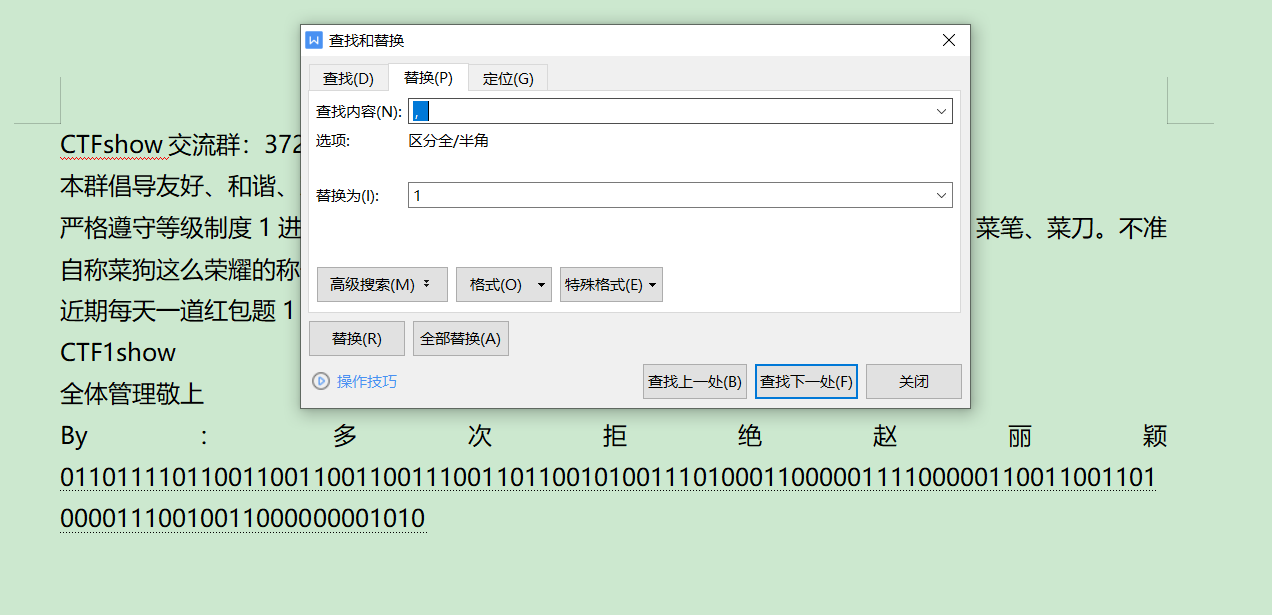 查找和替换
查找(D) 替换(P) 定位(G)
查找内容(N): ,
选项: 区分全/半角
替换为(I): 1
高级搜索(M) 格式(O) 特殊格式(E)
替换(R) 全部替换(A)
操作技巧 查找上一处(B) 查找下一处(F) 关闭
CTFshow 交流群：372
本群倡导友好、和谐、
严格遵守等级制度 1 进 菜笔、菜刀。不准
自称菜狗这么荣耀的称
近期每天一道红包题 1
CTF1show
全体管理敬上
By : 多 次 拒 绝 赵 丽 颖
011011110110011001100110011100110110010100111010001100000111100000110011001101
00001110010011000000001010